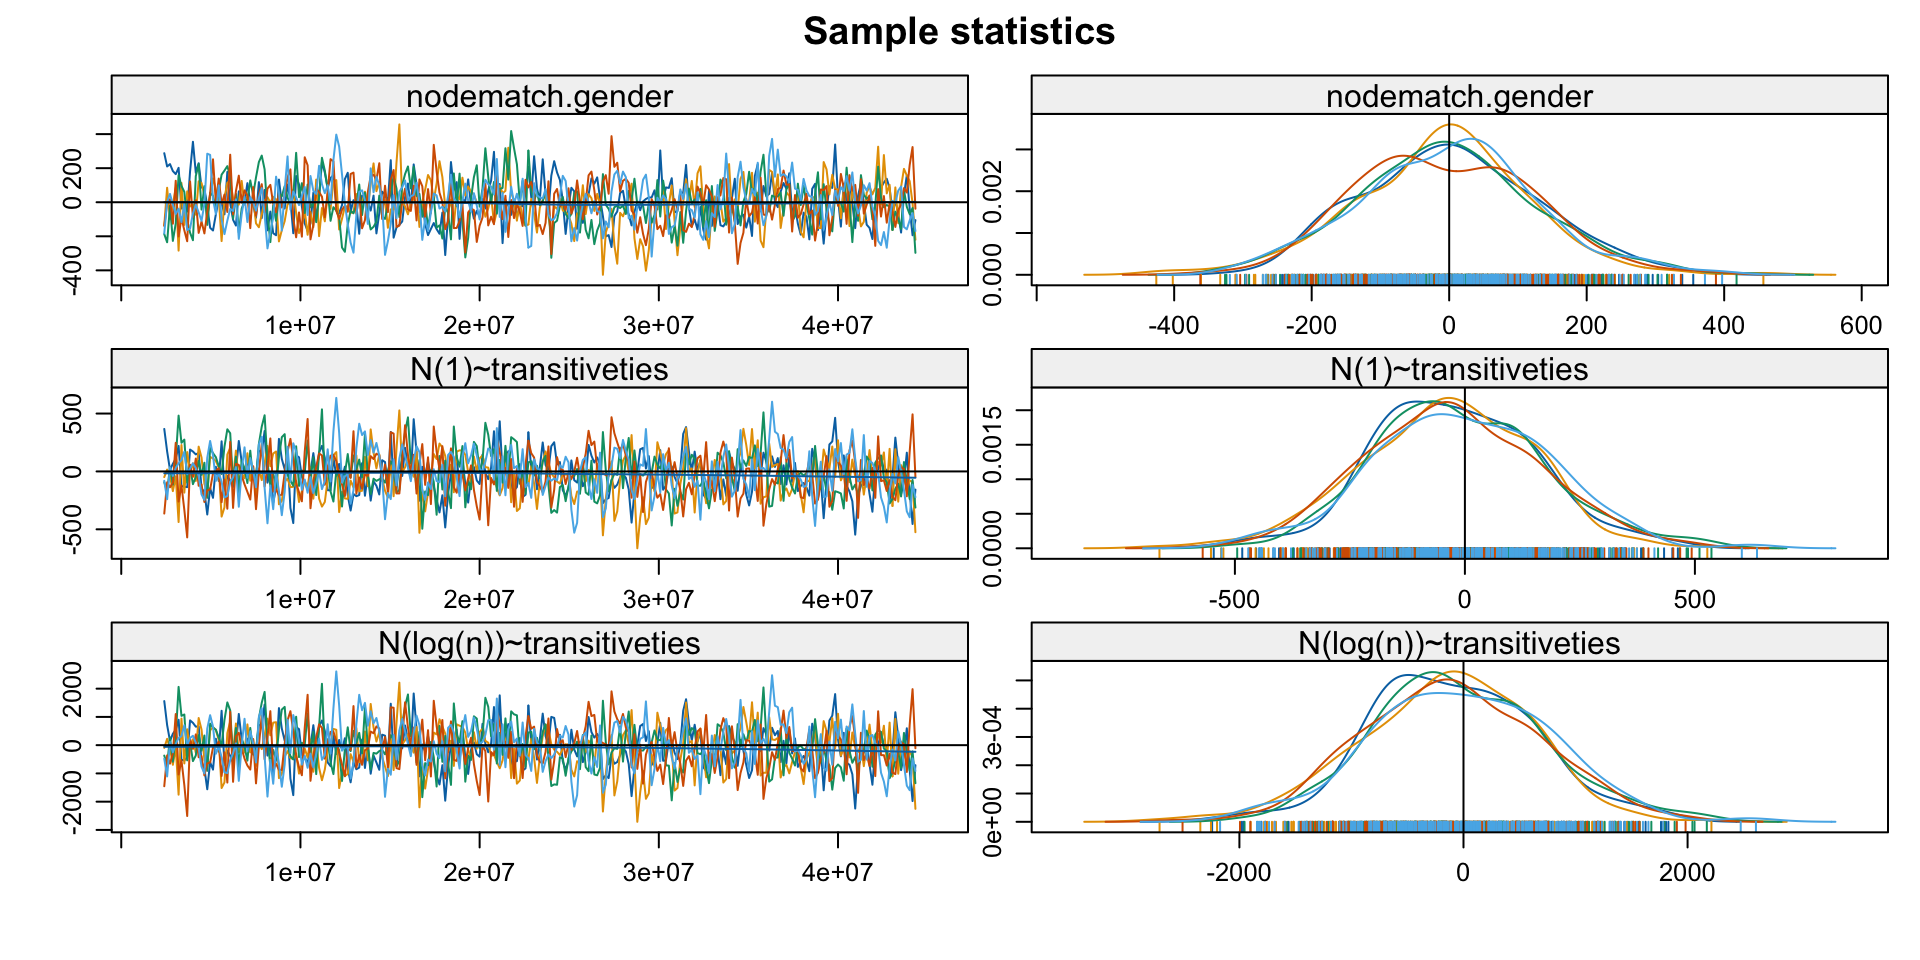 Sample statistics
nodematch.gender
nodematch.gender
-400
0
200
1e+07
2e+07
3e+07
4e+07
0.000
0.002
-400
-200
0
200
400
600
N(1)~transitiveties
N(1)~transitiveties
-500
0
500
1e+07
2e+07
3e+07
4e+07
0.0000
0.0015
-500
0
500
N(log(n))~transitiveties
N(log(n))~transitiveties
-2000
0
2000
1e+07
2e+07
3e+07
4e+07
0e+00
3e-04
-2000
0
2000